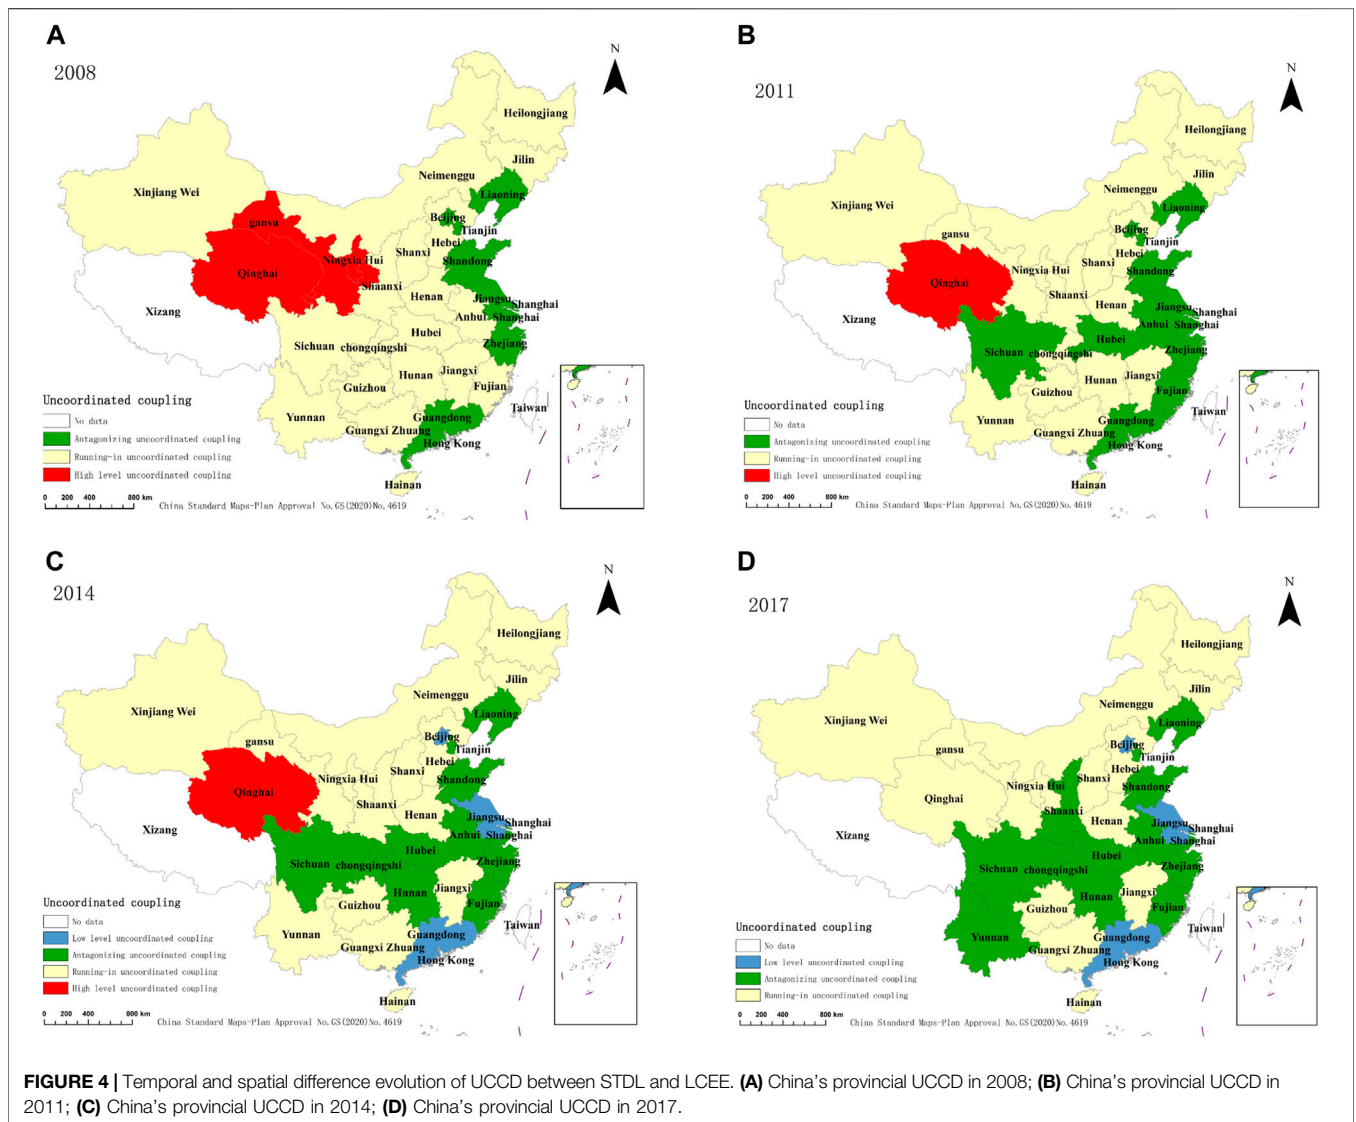 A
2008
N
Heilongjiang
Jilin
Neimenggu
Xinjiang Wei
Liaoning
gansu
Beijing
Tianjin
Hebei
Shanxi
Ningxia Hui
Shandong
Qinghai
Shaanxi
Henan
Jiangsu
Shanghai
Xizang
Anhui
Shanghai
Hubei
Sichuan
chongqingshi
Zhejiang
Hunan
Jiangxi
Guizhou
Fujian
Yunnan
Guangdong
Taiwan
Guangxi Zhuang
Hong Kong
Hainan
Uncoordinated coupling
No data
Antagonizing uncoordinated coupling
Running-in uncoordinated coupling
High level uncoordinated coupling
0 200 400 800 km
China Standard Maps-Plan Approval No.GS(2020)No.4619
B
2011
N
Heilongjiang
Jilin
Neimenggu
Xinjiang Wei
Liaoning
gansu
Beijing
Tianjin
Hebei
Shanxi
Ningxia Hui
Shandong
Qinghai
Shaanxi
Henan
Jiangsu
Shanghai
Xizang
Anhui
Shanghai
Hubei
Sichuan
chongqingshi
Zhejiang
Hunan
Jiangxi
Guizhou
Fujian
Yunnan
Guangdong
Taiwan
Guangxi Zhuang
Hong Kong
Hainan
Uncoordinated coupling
No data
Antagonizing uncoordinated coupling
Running-in uncoordinated coupling
High level uncoordinated coupling
0 200 400 800 km
China Standard Maps-Plan Approval No.GS(2020)No.4619
C
2014
N
Heilongjiang
Jilin
Neimenggu
Xinjiang Wei
Liaoning
gansu
Beijing
Tianjin
Hebei
Shanxi
Ningxia Hui
Shandong
Qinghai
Shaanxi
Henan
Jiangsu
Shanghai
Xizang
Anhui
Shanghai
Hubei
Sichuan
chongqingshi
Zhejiang
Hunan
Jiangxi
Guizhou
Fujian
Yunnan
Guangdong
Taiwan
Guangxi Zhuang
Hong Kong
Hainan
Uncoordinated coupling
No data
Low level uncoordinated coupling
Antagonizing uncoordinated coupling
Running-in uncoordinated coupling
High level uncoordinated coupling
0 200 400 800 km
China Standard Maps-Plan Approval No.GS(2020)No.4619
D
2017
N
Heilongjiang
Jilin
Neimenggu
Xinjiang Wei
Liaoning
gansu
Beijing
Tianjin
Hebei
Shanxi
Ningxia Hui
Shandong
Qinghai
Shaanxi
Henan
Jiangsu
Shanghai
Xizang
Anhui
Shanghai
Hubei
Sichuan
chongqingshi
Zhejiang
Hunan
Jiangxi
Guizhou
Fujian
Yunnan
Guangdong
Taiwan
Guangxi Zhuang
Hong Kong
Hainan
Uncoordinated coupling
No data
Low level uncoordinated coupling
Antagonizing uncoordinated coupling
Running-in uncoordinated coupling
0 200 400 800 km
China Standard Maps-Plan Approval No.GS(2020)No.4619
FIGURE 4 | Temporal and spatial difference evolution of UCCD between STDL and LCEE. (A) China's provincial UCCD in 2008; (B) China's provincial UCCD in
2011; (C) China's provincial UCCD in 2014; (D) China's provincial UCCD in 2017.